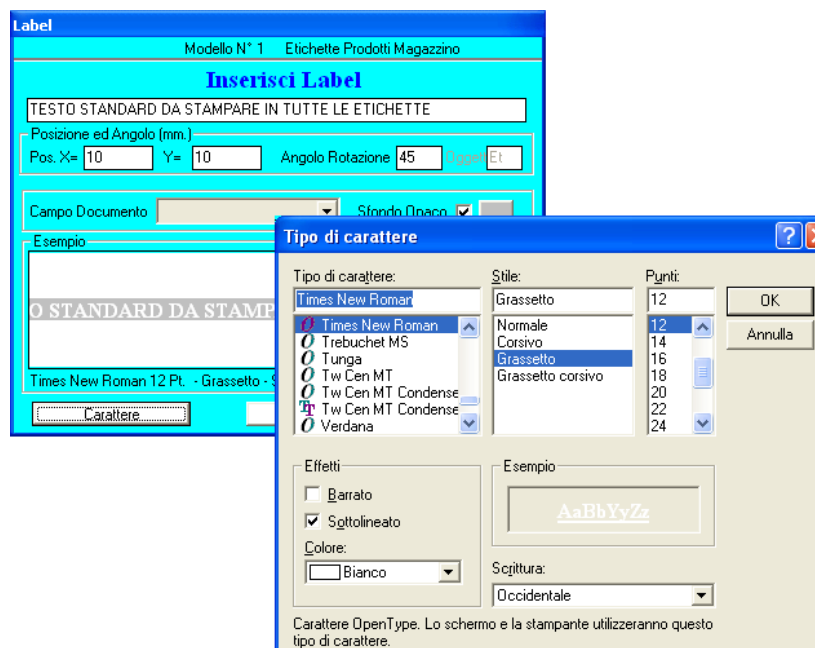 Label
Modello N° 1 Etichette Prodotti Magazzino
Inserisci Label
TESTO STANDARD DA STAMPARE IN TUTTE LE ETICHETTE
Posizione ed Angolo (mm.)
Pos. X= 10 Y= 10 Angolo Rotazione 45 Oggett Et
Campo Documento Sfondo Opaco
Esempio
O STANDARD DA STAMP
Times New Roman 12 Pt. - Grassetto - S
Carattere
Tipo di carattere
Tipo di carattere: Stile: Punti:
Times New Roman Grassetto 12 OK
Times New Roman Normale 12
Trebuchet MS Corsivo 14 Annulla
Tunga Grassetto 16
Tw Cen MT Grassetto corsivo 18
Tw Cen MT Condense 20
Tw Cen MT Condense 22
Verdana 24
Effetti Esempio
Barrato
Sottolineato AaBbYyZz
Colore:
Bianco Scrittura:
Occidentale
Carattere OpenType. Lo schermo e la stampante utilizzeranno questo
tipo di carattere.